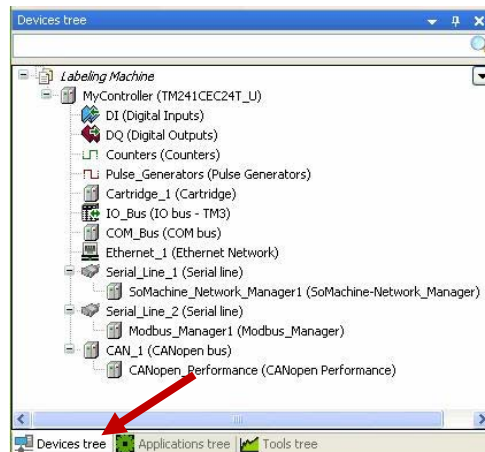 Devices tree
Labeling Machine
MyController (TM241CEC24T_U)
DI (Digital Inputs)
DQ (Digital Outputs)
Counters (Counters)
Pulse_Generators (Pulse Generators)
Cartridge_1 (Cartridge)
IO_Bus (IO bus - TM3)
COM_Bus (COM bus)
Ethernet_1 (Ethernet Network)
Serial_Line_1 (Serial line)
SoMachine_Network_Manager1 (SoMachine-Network_Manager)
Serial_Line_2 (Serial line)
Modbus_Manager1 (Modbus_Manager)
CAN_1 (CANopen bus)
CANopen_Performance (CANopen Performance)
Devices tree Applications tree Tools tree